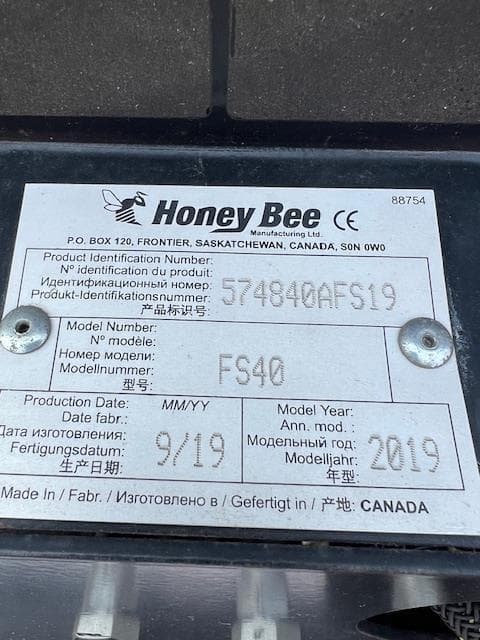 88754
Honey Bee CE
Manufacturing Ltd.
P.O. BOX 120, FRONTIER, SASKATCHEWAN, CANADA, S0N 0W0
Product Identification Number:
Nº identification du produit:
Идентификационный номер:
Produkt-Identifikationsnummer:
产品标识号:
574840AFS19
Model Number:
Nº modèle:
Номер модели:
Modellnummer:
型号:
FS40
Production Date: MM/YY
Date fabr.:
Дата изготовления:
Fertigungsdatum:
生产日期:
9/19
Model Year:
Ann. mod. :
Модельный год:
Modelljahr:
年型:
2019
Made In / Fabr. / Изготовлено в / Gefertigt in / 产地: CANADA